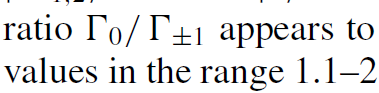 ratio Γ₀/Γ±₁ appears to
values in the range 1.1–2